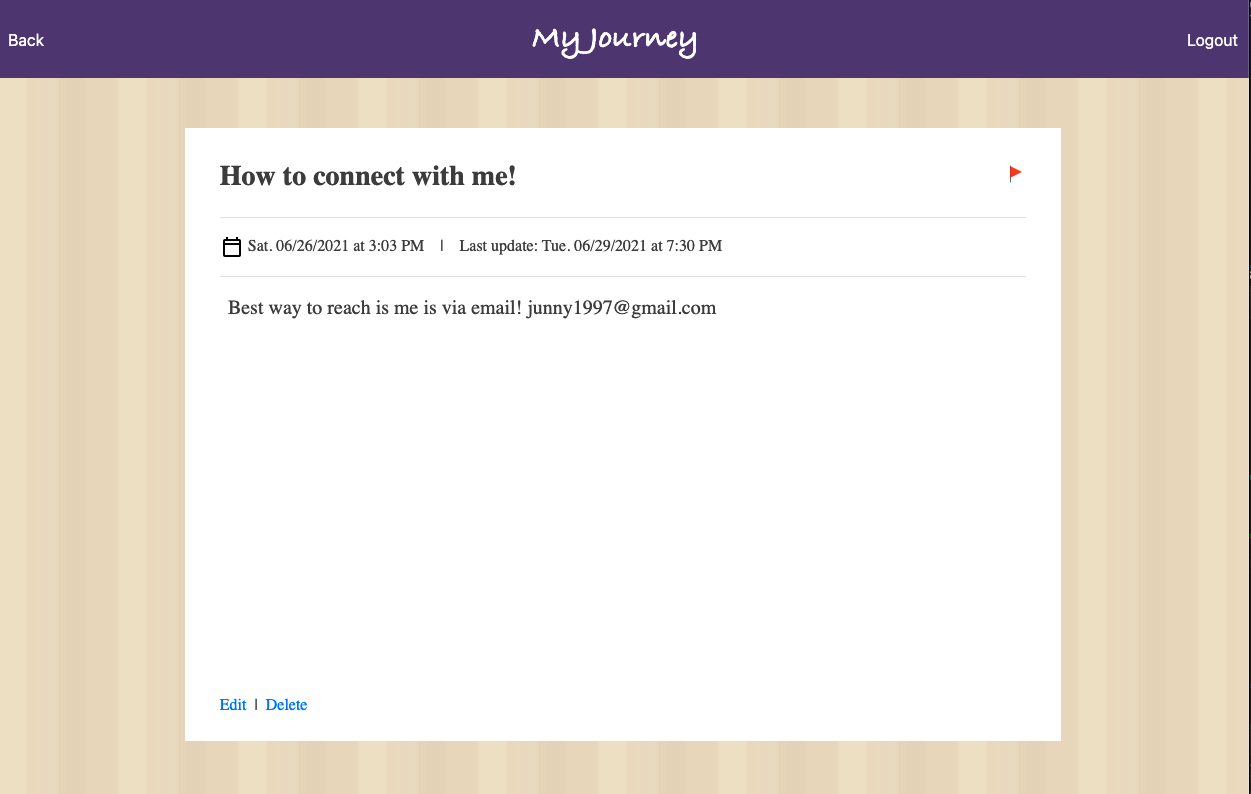 Back
MyJourney
Logout
How to connect with me!
Sat. 06/26/2021 at 3:03 PM | Last update: Tue. 06/29/2021 at 7:30 PM
Best way to reach is me is via email! junny1997@gmail.com
Edit | Delete